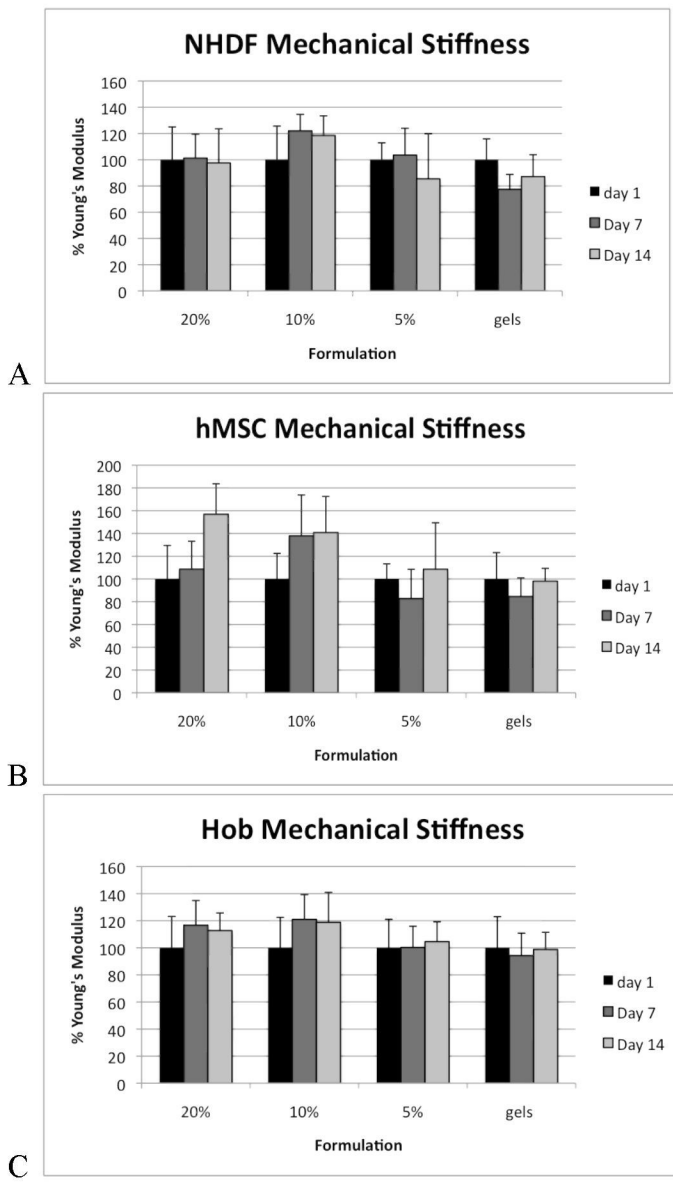 NHDF Mechanical Stiffness
% Young's Modulus
160
140
120
100
80
60
40
20
0
20% 10% 5% gels
Formulation
day 1
Day 7
Day 14
A
hMSC Mechanical Stiffness
% Young's Modulus
200
180
160
140
120
100
80
60
40
20
0
20% 10% 5% gels
Formulation
day 1
Day 7
Day 14
B
Hob Mechanical Stiffness
% Young's Modulus
160
140
120
100
80
60
40
20
0
20% 10% 5% gels
Formulation
day 1
Day 7
Day 14
C